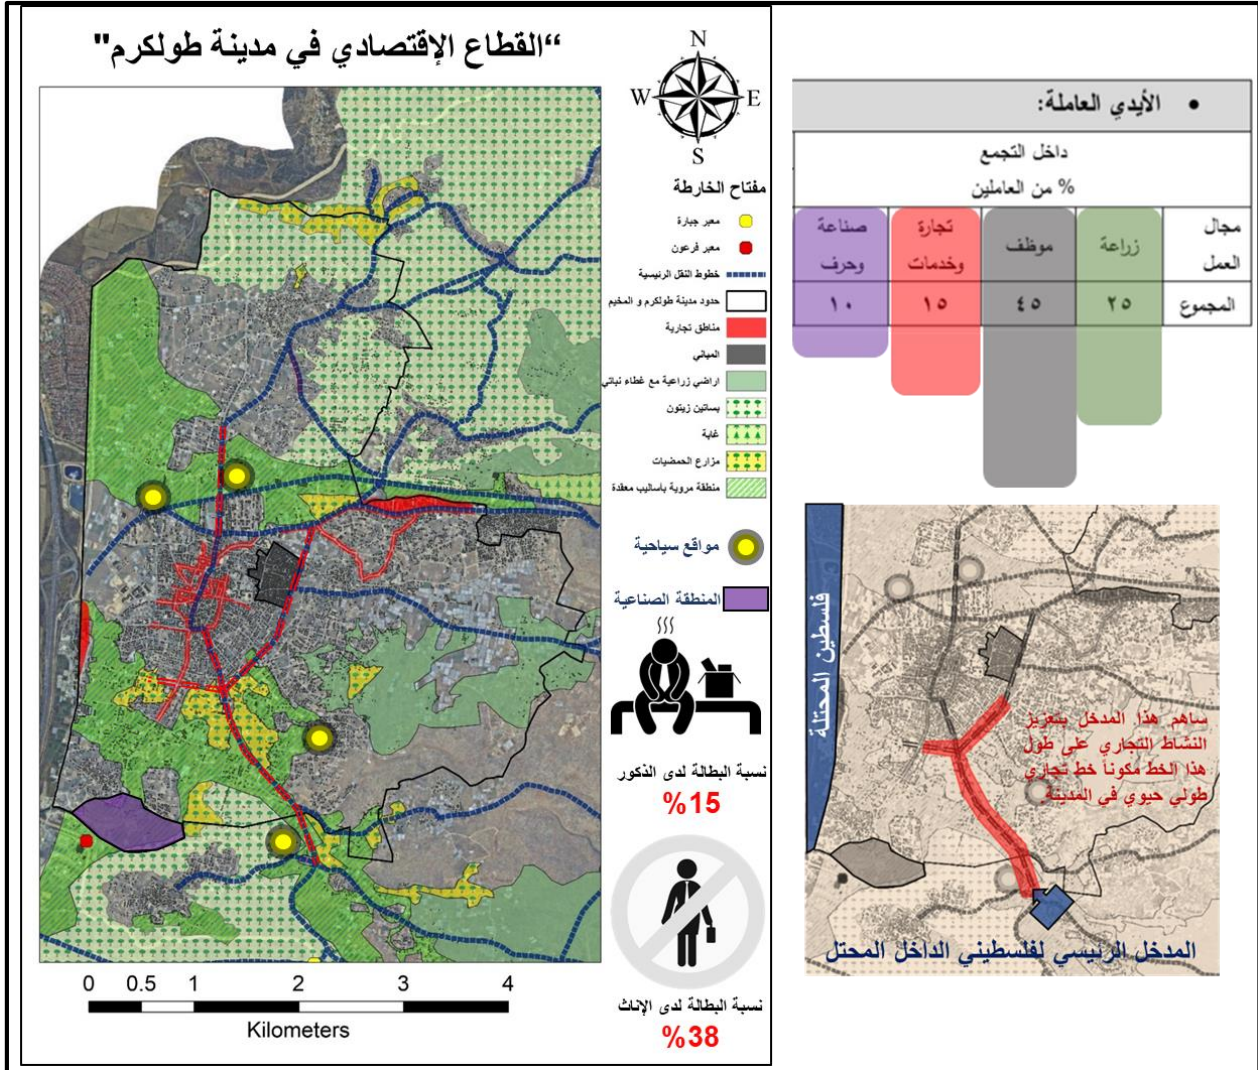 “القطاع الإقتصادي في مدينة طولكرم"
N
W
E
S
مفتاح الخارطة
معبر جبارة
معبر فرعون
خطوط النقل الرئيسية
حدود مدينة طولكرم و المخيم
مناطق تجارية
المباني
اراضي زراعية مع غطاء نباتي
بساتين زيتون
غابة
مزارع الحمضيات
منطقة مروية باساليب معقدة
مواقع سياحية
المنطقة الصناعية
نسبة البطالة لدى الذكور
%15
نسبة البطالة لدى الإناث
%38
0 0.5 1 2 3 4
Kilometers
• الأيدي العاملة:
داخل التجمع
% من العاملين
مجال العمل
زراعة
موظف
تجارة وخدمات
صناعة وحرف
المجموع
٢٥
٤٥
١٥
١٠
فلسطين المحتلة
ساهم هذا المدخل بتعزيز
النشاط التجاري على طول
هذا الخط مكوناً خط تجاري
طولي حيوي في المدينة.
المدخل الرئيسي لفلسطيني الداخل المحتل